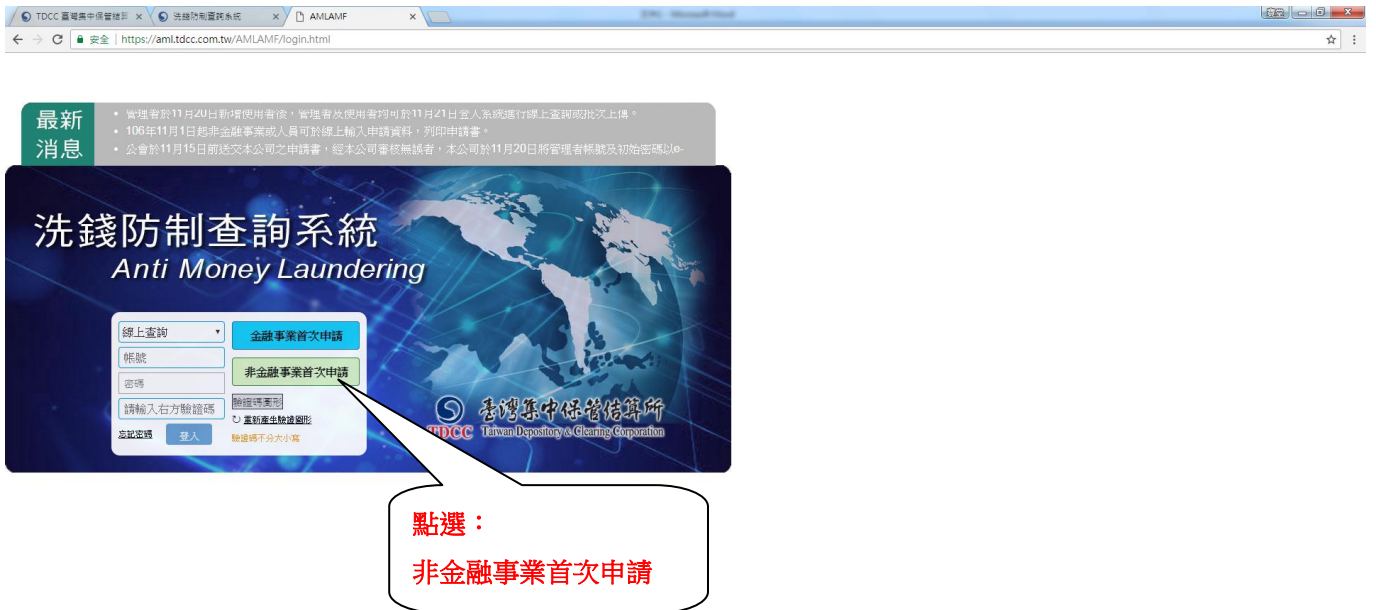 TDCC 臺灣集中保管結
洗錢防制查詢系統
AMLAMF
安全 | https://aml.tdcc.com.tw/AMLAMF/login.html
最新
消息
• 管理者於11月20日新增使用者後，管理者及使用者均可於11月21日登入系統進行線上查詢或批次上傳。
• 106年11月1日起非金融事業或人員可於線上輸入申請資料，列印申請書。
• 公會於11月15日前送交本公司之申請書，經本公司審核無誤者，本公司於11月20日將管理者帳號及初始密碼以e-
洗錢防制查詢系統
Anti Money Laundering
線上查詢
金融事業首次申請
帳號
非金融事業首次申請
密碼
請輸入右方驗證碼
驗證碼圖形
重新產生驗證圖形
忘記密碼
登入
驗證碼不分大小寫
臺灣集中保管結算所
TDCC Taiwan Depository & Clearing Corporation
點選：
非金融事業首次申請